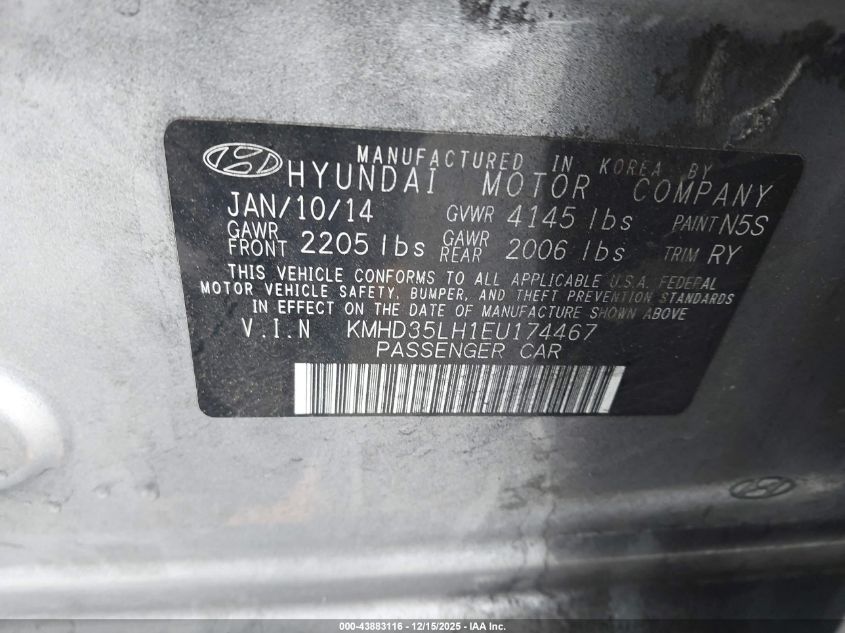 MANUFACTURED IN KOREA BY
HYUNDAI MOTOR COMPANY
JAN/10/14 GVWR 4145 lbs PAINT N5S
GAWR FRONT 2205 lbs GAWR REAR 2006 lbs TRIM RY
THIS VEHICLE CONFORMS TO ALL APPLICABLE U.S.A. FEDERAL
MOTOR VEHICLE SAFETY, BUMPER, AND THEFT PREVENTION STANDARDS
IN EFFECT ON THE DATE OF MANUFACTURE SHOWN ABOVE
V.I.N KMHD35LH1EU174467
PASSENGER CAR
000-43883116 - 12/15/2025 - IAA Inc.